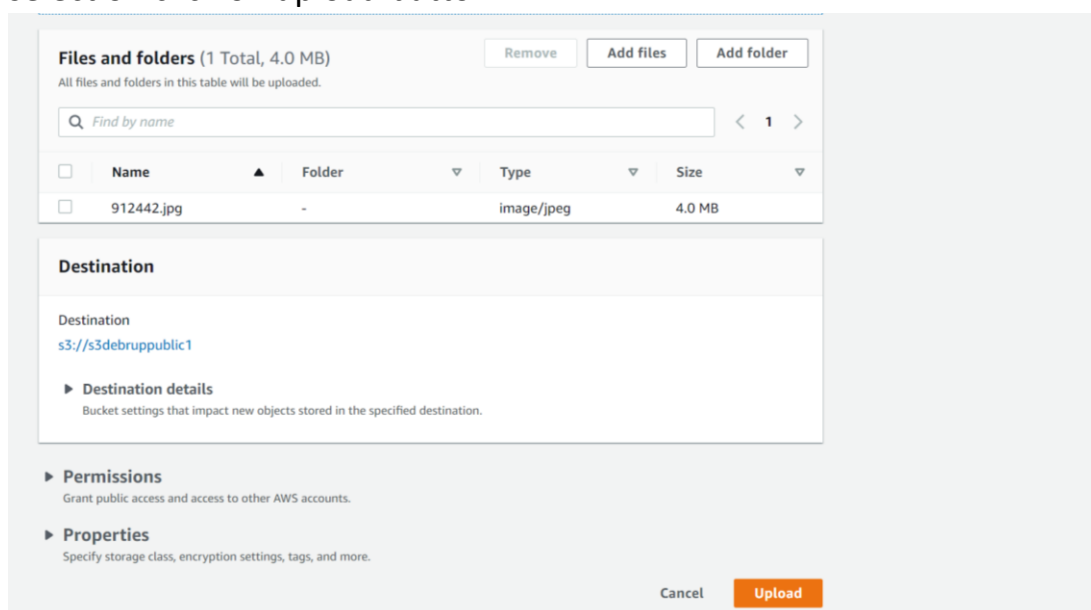 Files and folders (1 Total, 4.0 MB)
Remove
Add files
Add folder
All files and folders in this table will be uploaded.
Find by name
1
Name Folder Type Size
912442.jpg - image/jpeg 4.0 MB
Destination
Destination
s3://s3debruppublic1
Destination details
Bucket settings that impact new objects stored in the specified destination.
Permissions
Grant public access and access to other AWS accounts.
Properties
Specify storage class, encryption settings, tags, and more.
Cancel
Upload